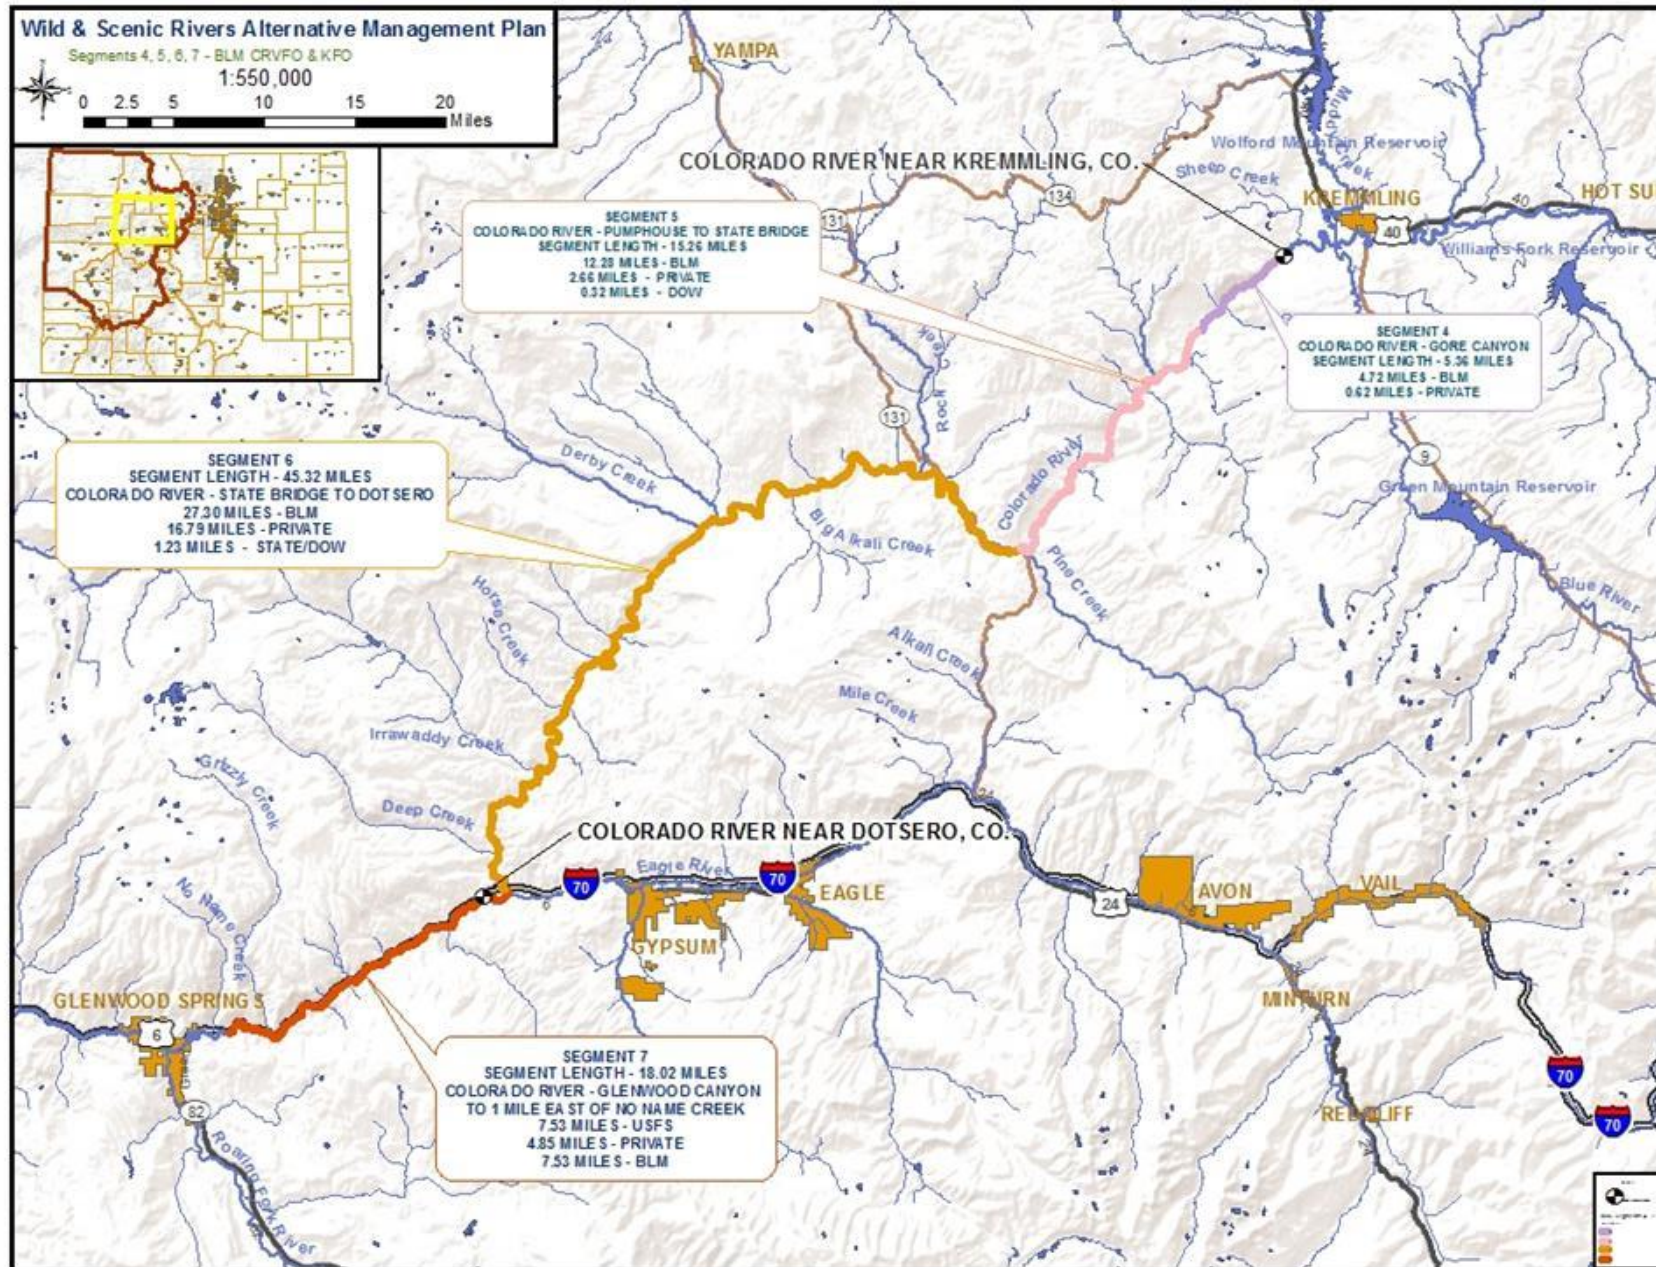 Wild & Scenic Rivers Alternative Management Plan
Segments 4, 5, 6, 7 - BLM CRVFO & KFO
1:550,000
0 2.5 5 10 15 20
Miles
YAMPA
COLORADO RIVER NEAR KREMMLING, CO.
Wolford Mountain Reservoir
Muddy Creek
Sheep Creek
134
131
KREMMLING
40
HOT SU
40
Williams Fork Reservoir
SEGMENT 5
COLORADO RIVER - PUMPHOUSE TO STATE BRIDGE
SEGMENT LENGTH - 15.26 MILES
12.28 MILES - BLM
2.66 MILES - PRIVATE
0.32 MILES - DOW
SEGMENT 4
COLORADO RIVER - GORE CANYON
SEGMENT LENGTH - 5.36 MILES
4.72 MILES - BLM
0.62 MILES - PRIVATE
Rock Creek
131
9
Green Mountain Reservoir
Blue River
SEGMENT 6
SEGMENT LENGTH - 45.32 MILES
COLORADO RIVER - STATE BRIDGE TO DOTSERO
27.30 MILES - BLM
16.79 MILES - PRIVATE
1.23 MILES - STATE/DOW
Derby Creek
Big Alkali Creek
Colorado River
Pine Creek
Horse Creek
Alkali Creek
Mile Creek
Irrawaddy Creek
Grizzly Creek
Deep Creek
24
COLORADO RIVER NEAR DOTSERO, CO.
Eagle River
70
70
6
EAGLE
24
AVON
VAIL
No Name Creek
GYPSUM
GLENWOOD SPRINGS
6
MINTURN
SEGMENT 7
SEGMENT LENGTH - 18.02 MILES
COLORADO RIVER - GLENWOOD CANYON
TO 1 MILE EAST OF NO NAME CREEK
7.53 MILES - USFS
4.85 MILES - PRIVATE
7.53 MILES - BLM
82
Roaring Fork River
70
70
RED CLIFF
24